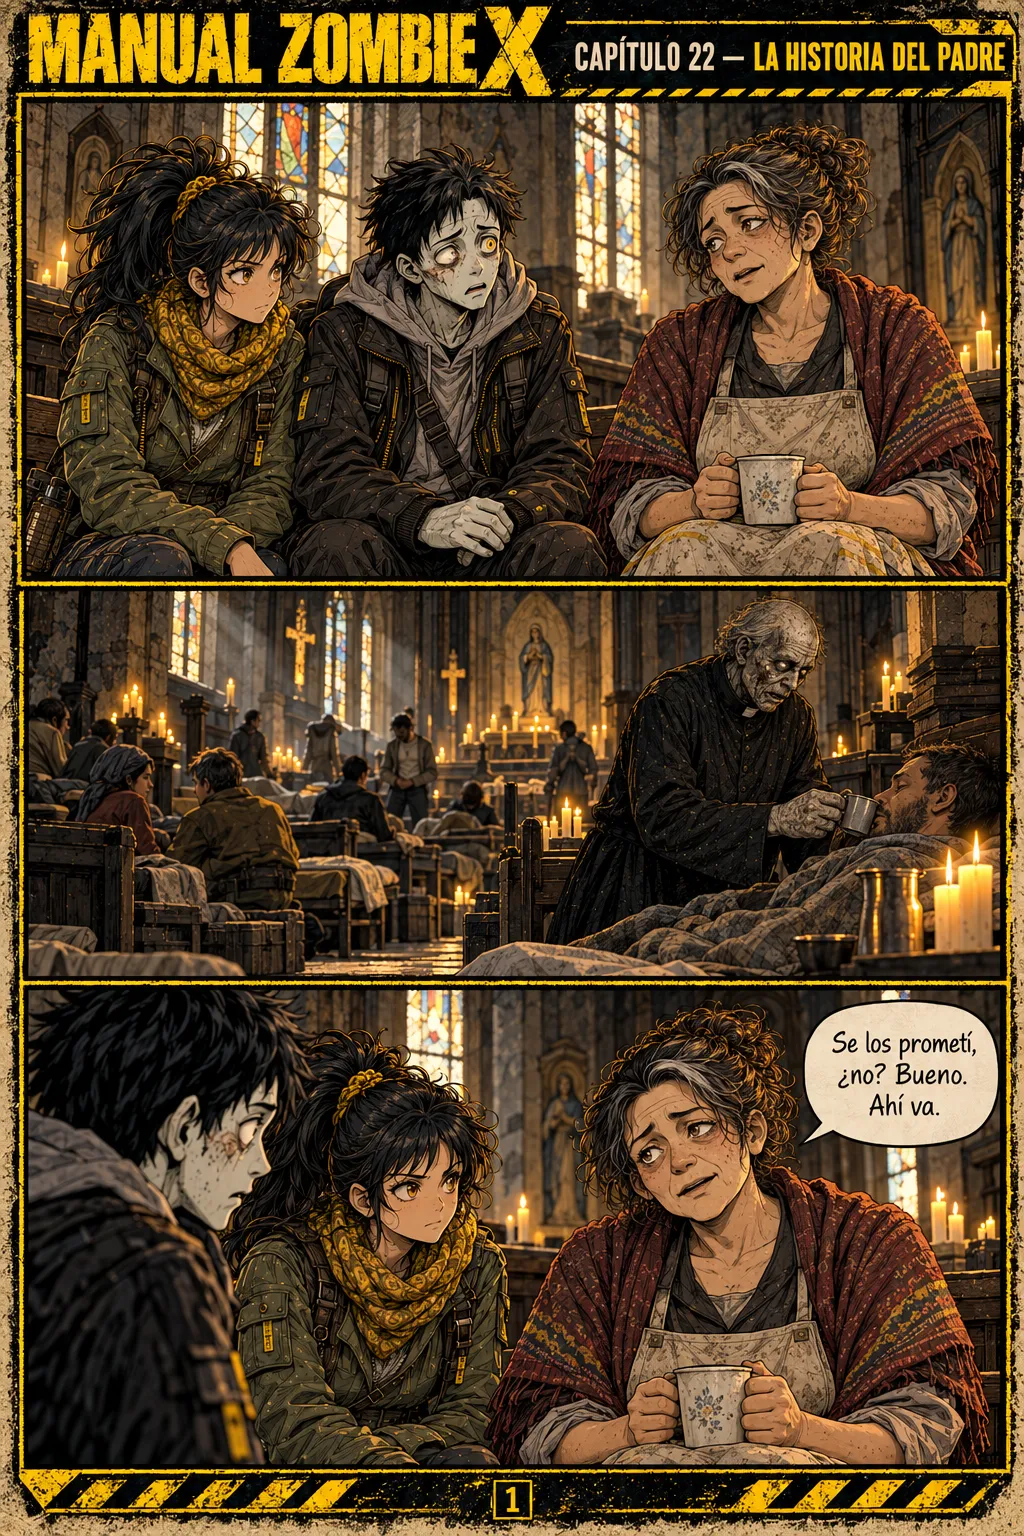 MANUAL ZOMBIE X
CAPÍTULO 22 — LA HISTORIA DEL PADRE
Se los prometí,
¿no? Bueno.
Ahí va.
1